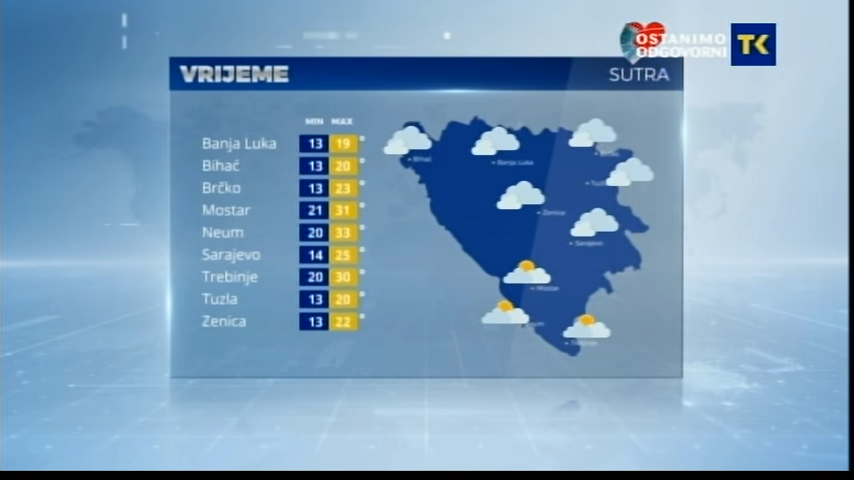 OSTANIMO
ODGOVORNI
TK
VRIJEME
SUTRA
MIN MAX
Banja Luka 13 19 °
Bihać 13 20 °
Brčko 13 23 °
Mostar 21 31 °
Neum 20 33 °
Sarajevo 14 25 °
Trebinje 20 30 °
Tuzla 13 20 °
Zenica 13 22 °
Bihać
Banja Luka
Zenica
Sarajevo
Mostar
Trebinje